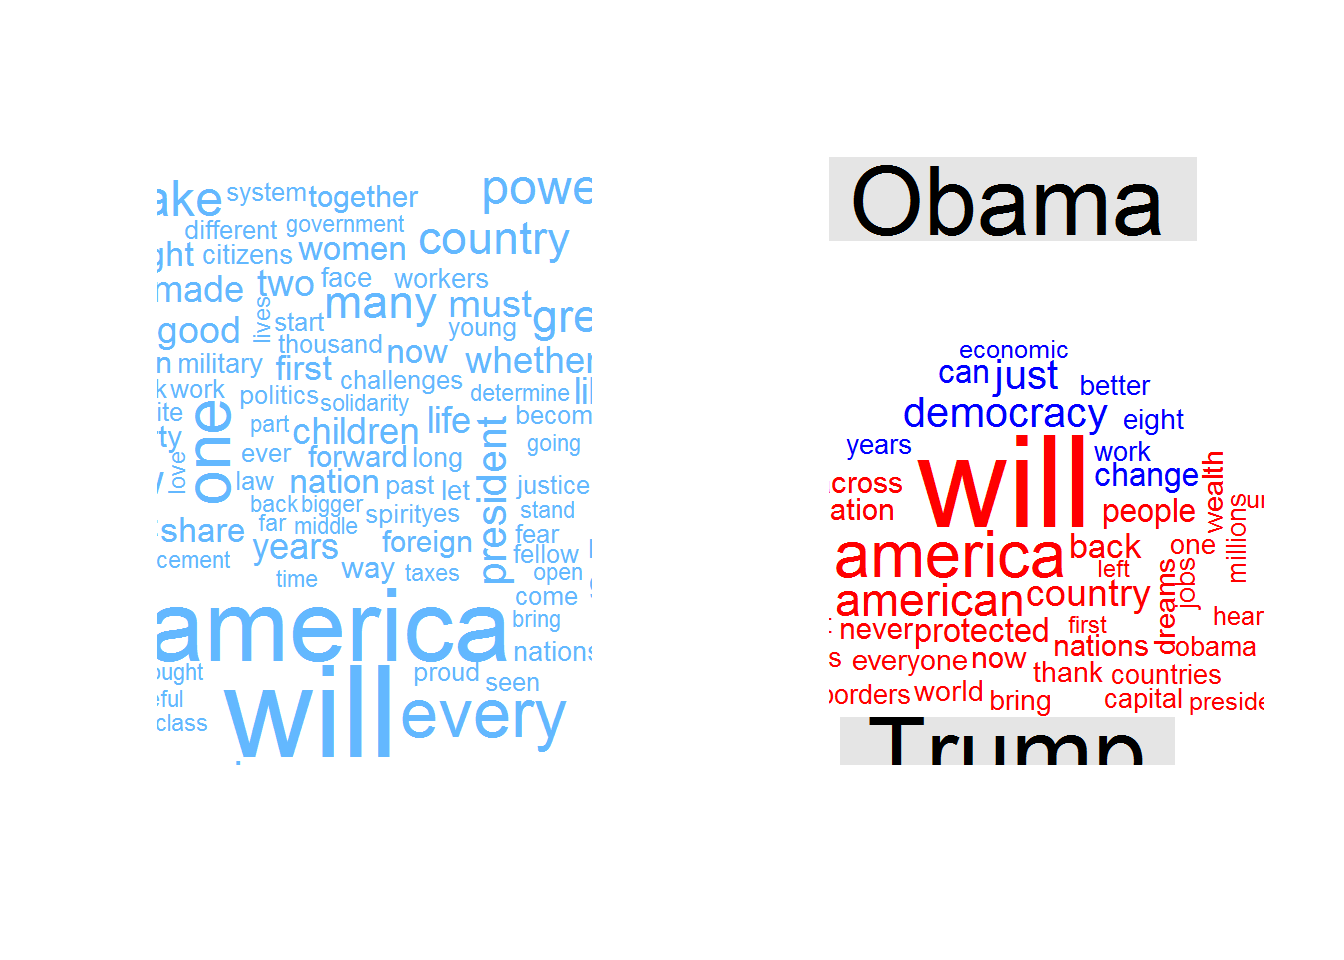 ake system together powe
different government
ght citizens women country
made two face workers
lives many must gre
good start young
thousand now whether
n military first challenges
k work politics determine li
ite solidarity becom
one part children life president
ty ever forward long going
love law nation past let justice
y back bigger spirit yes stand
share far middle fear
cement years foreign fellow
time way taxes open
come
america bring
nations
ought proud seen
eful
class will every
Obama
economic
can just better
democracy eight
years will work
cross change wealth
ation people millions un
america back one
left jobs
american country dreams
never protected first hear
nations obama
s everyone now thank countries
borders world bring capital preside
Trump